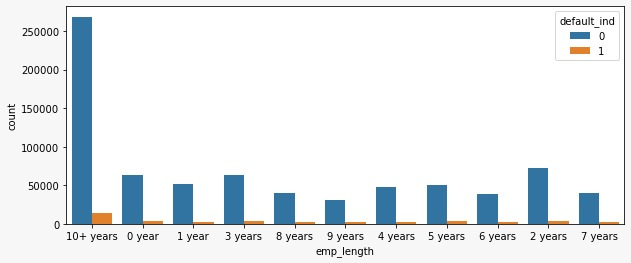 default_ind
0
1
count
250000
200000
150000
100000
50000
0
10+ years 0 year 1 year 3 years 8 years 9 years 4 years 5 years 6 years 2 years 7 years
emp_length